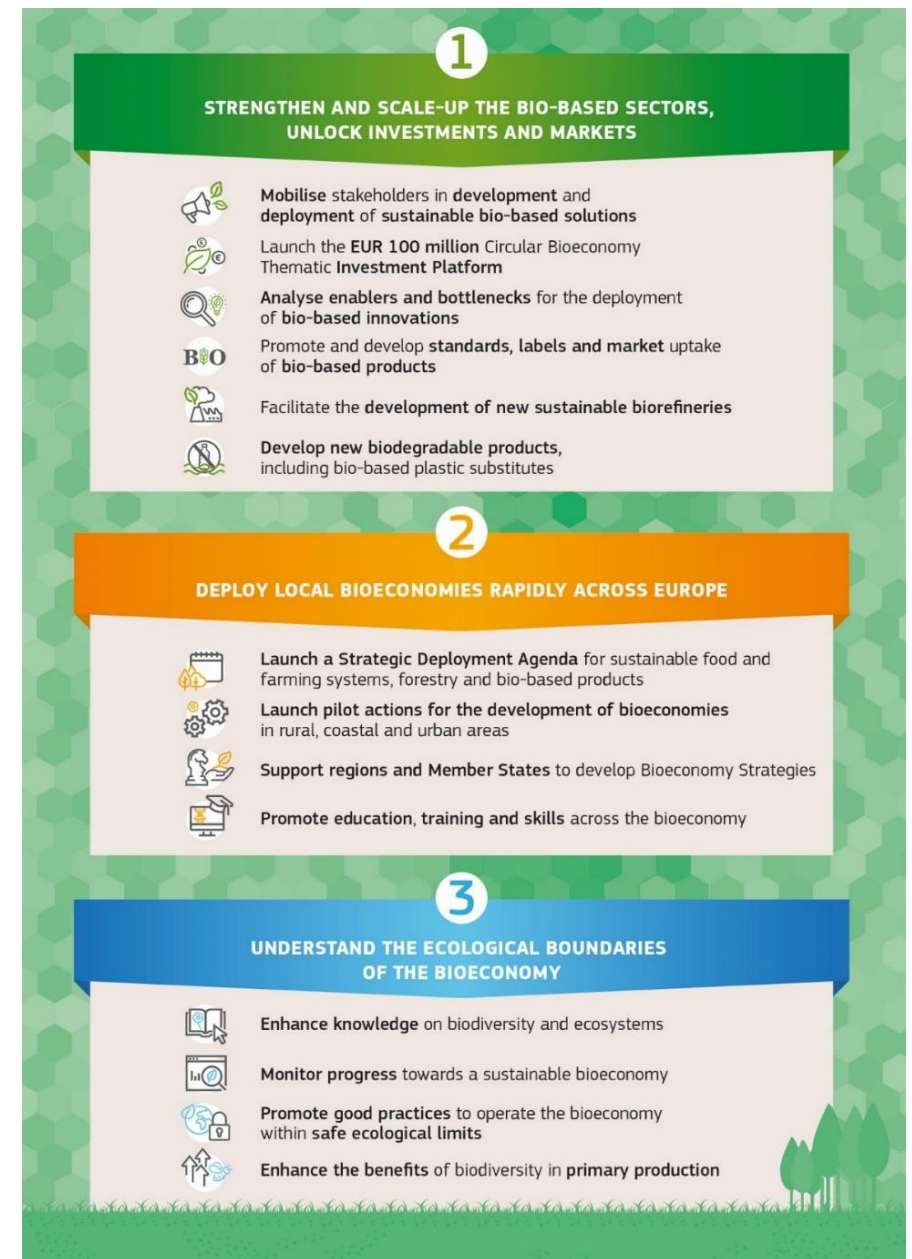 1
STRENGTHEN AND SCALE-UP THE BIO-BASED SECTORS,
UNLOCK INVESTMENTS AND MARKETS
Mobilise stakeholders in development and
deployment of sustainable bio-based solutions
Launch the EUR 100 million Circular Bioeconomy
Thematic Investment Platform
Analyse enablers and bottlenecks for the deployment
of bio-based innovations
BIO
Promote and develop standards, labels and market uptake
of bio-based products
Facilitate the development of new sustainable biorefineries
Develop new biodegradable products,
including bio-based plastic substitutes
2
DEPLOY LOCAL BIOECONOMIES RAPIDLY ACROSS EUROPE
Launch a Strategic Deployment Agenda for sustainable food and
farming systems, forestry and bio-based products
Launch pilot actions for the development of bioeconomies
in rural, coastal and urban areas
Support regions and Member States to develop Bioeconomy Strategies
Promote education, training and skills across the bioeconomy
3
UNDERSTAND THE ECOLOGICAL BOUNDARIES
OF THE BIOECONOMY
Enhance knowledge on biodiversity and ecosystems
Monitor progress towards a sustainable bioeconomy
Promote good practices to operate the bioeconomy
within safe ecological limits
Enhance the benefits of biodiversity in primary production